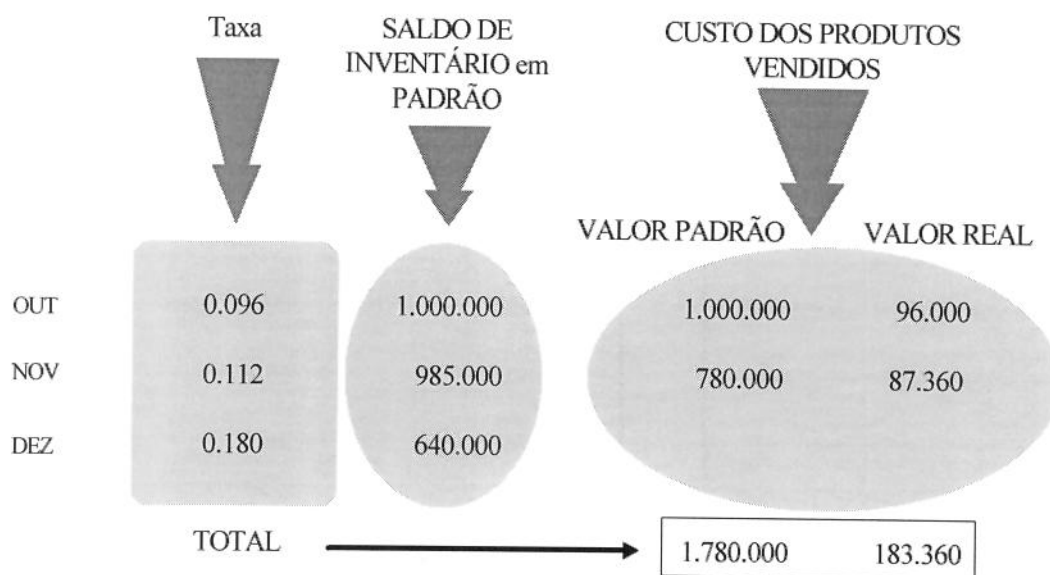 Taxa
SALDO DE
INVENTÁRIO em
PADRÃO
CUSTO DOS PRODUTOS
VENDIDOS
VALOR PADRÃO VALOR REAL
OUT 0.096 1.000.000 1.000.000 96.000
NOV 0.112 985.000 780.000 87.360
DEZ 0.180 640.000
TOTAL 1.780.000 183.360